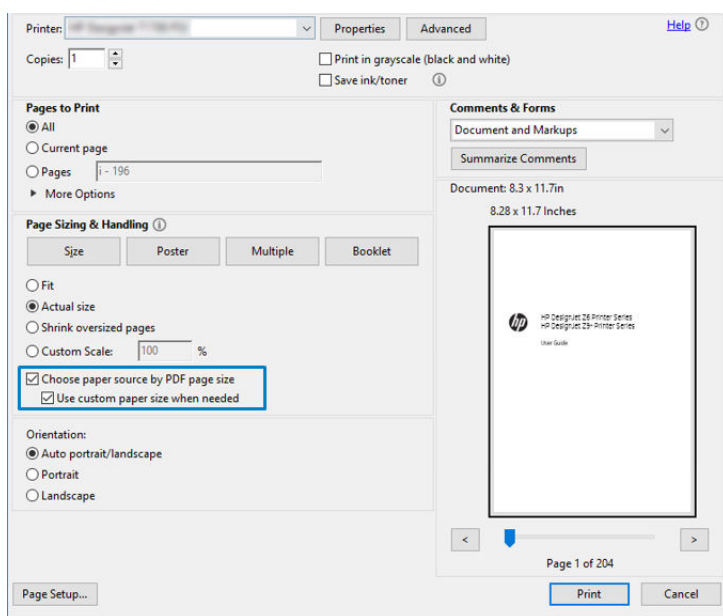 Printer:
Properties
Advanced
Help
Copies: 1
Print in grayscale (black and white)
Save ink/toner
Pages to Print
All
Current page
Pages i - 196
More Options
Comments & Forms
Document and Markups
Summarize Comments
Page Sizing & Handling
Size
Poster
Multiple
Booklet
Fit
Actual size
Shrink oversized pages
Custom Scale: 100 %
Choose paper source by PDF page size
Use custom paper size when needed
Orientation:
Auto portrait/landscape
Portrait
Landscape
Document: 8.3 x 11.7in
8.28 x 11.7 Inches
hp
HP DesignJet Z6 Printer Series
HP DesignJet Z9+ Printer Series
User Guide
<
>
Page 1 of 204
Page Setup...
Print
Cancel